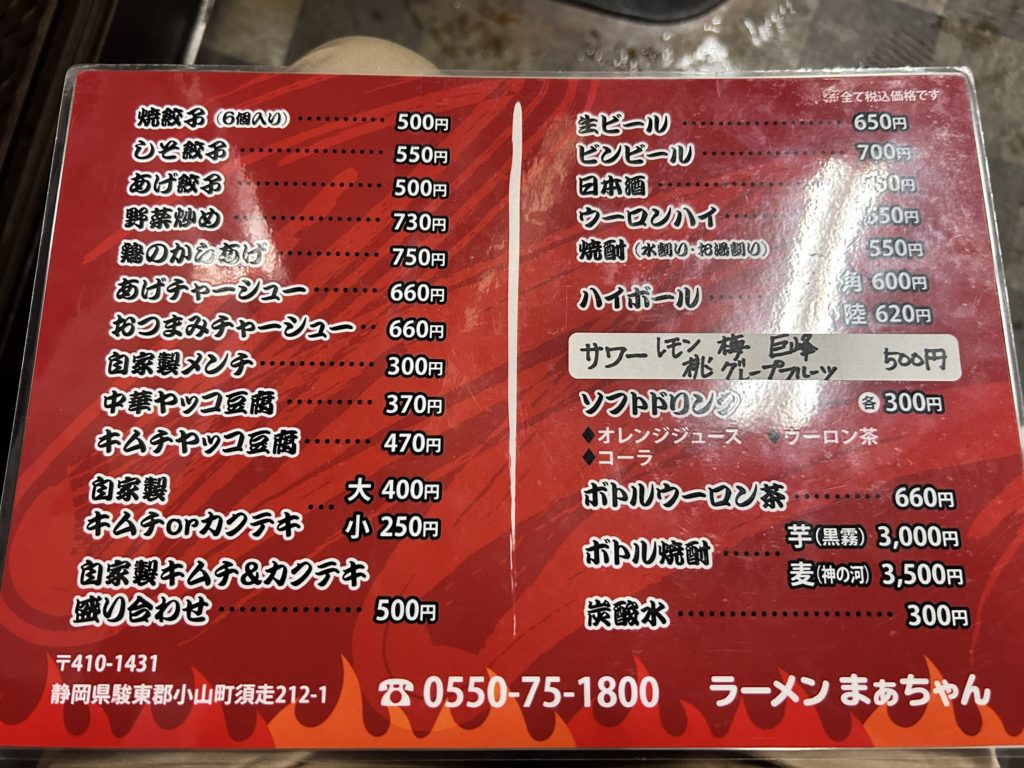 焼餃子（6個入り） 500円
しそ餃子 550円
あげ餃子 500円
野菜炒め 730円
鶏のからあげ 750円
あげチャーシュー 660円
おつまみチャーシュー 660円
自家製メンチ 300円
中華ヤッコ豆腐 370円
キムチヤッコ豆腐 470円
自家製 大 400円
キムチorカクテキ 小 250円
自家製キムチ&カクテキ
盛り合わせ 500円
全て税込価格です
生ビール 650円
ビンビール 700円
日本酒
ウーロンハイ 550円
焼酎（水割り・お湯割り） 550円
ハイボール 角 600円
陸 620円
サワー レモン 梅 巨峰 500円
桃 グレープフルーツ
ソフトドリンク 各 300円
◆オレンジジュース ◆ウーロン茶
◆コーラ
ボトルウーロン茶 660円
ボトル焼酎 芋（黒霧） 3,000円
麦（神の河） 3,500円
炭酸水 300円
〒410-1431
静岡県駿東郡小山町須走212-1
☎ 0550-75-1800
ラーメン まぁちゃん